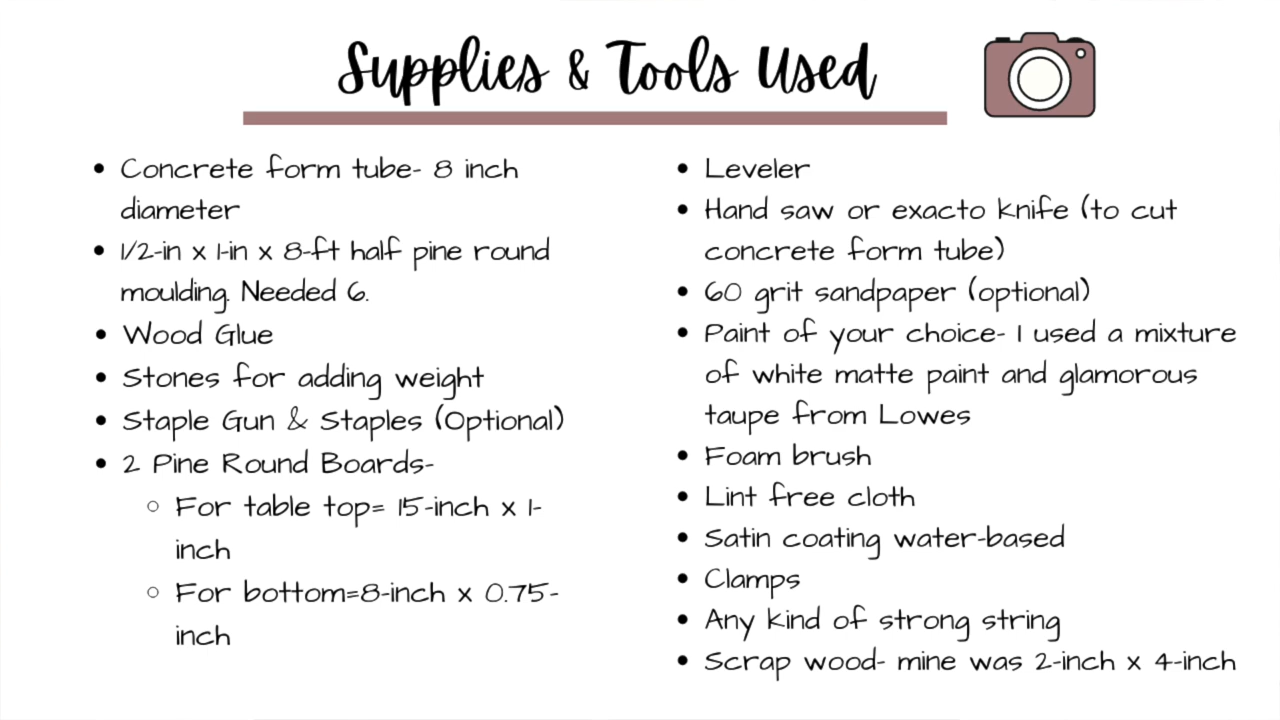 Supplies & Tools Used
• Concrete form tube- 8 inch
diameter
• 1/2-in x 1-in x 8-ft half pine round
moulding. Needed 6.
• Wood Glue
• Stones for adding weight
• Staple Gun & Staples (Optional)
• 2 Pine Round Boards-
○ For table top= 15-inch x 1-
inch
○ For bottom=8-inch x 0.75-
inch
• Leveler
• Hand saw or exacto knife (to cut
concrete form tube)
• 60 grit sandpaper (optional)
• Paint of your choice- I used a mixture
of white matte paint and glamorous
taupe from Lowes
• Foam brush
• Lint free cloth
• Satin coating water-based
• Clamps
• Any kind of strong string
• Scrap wood- mine was 2-inch x 4-inch